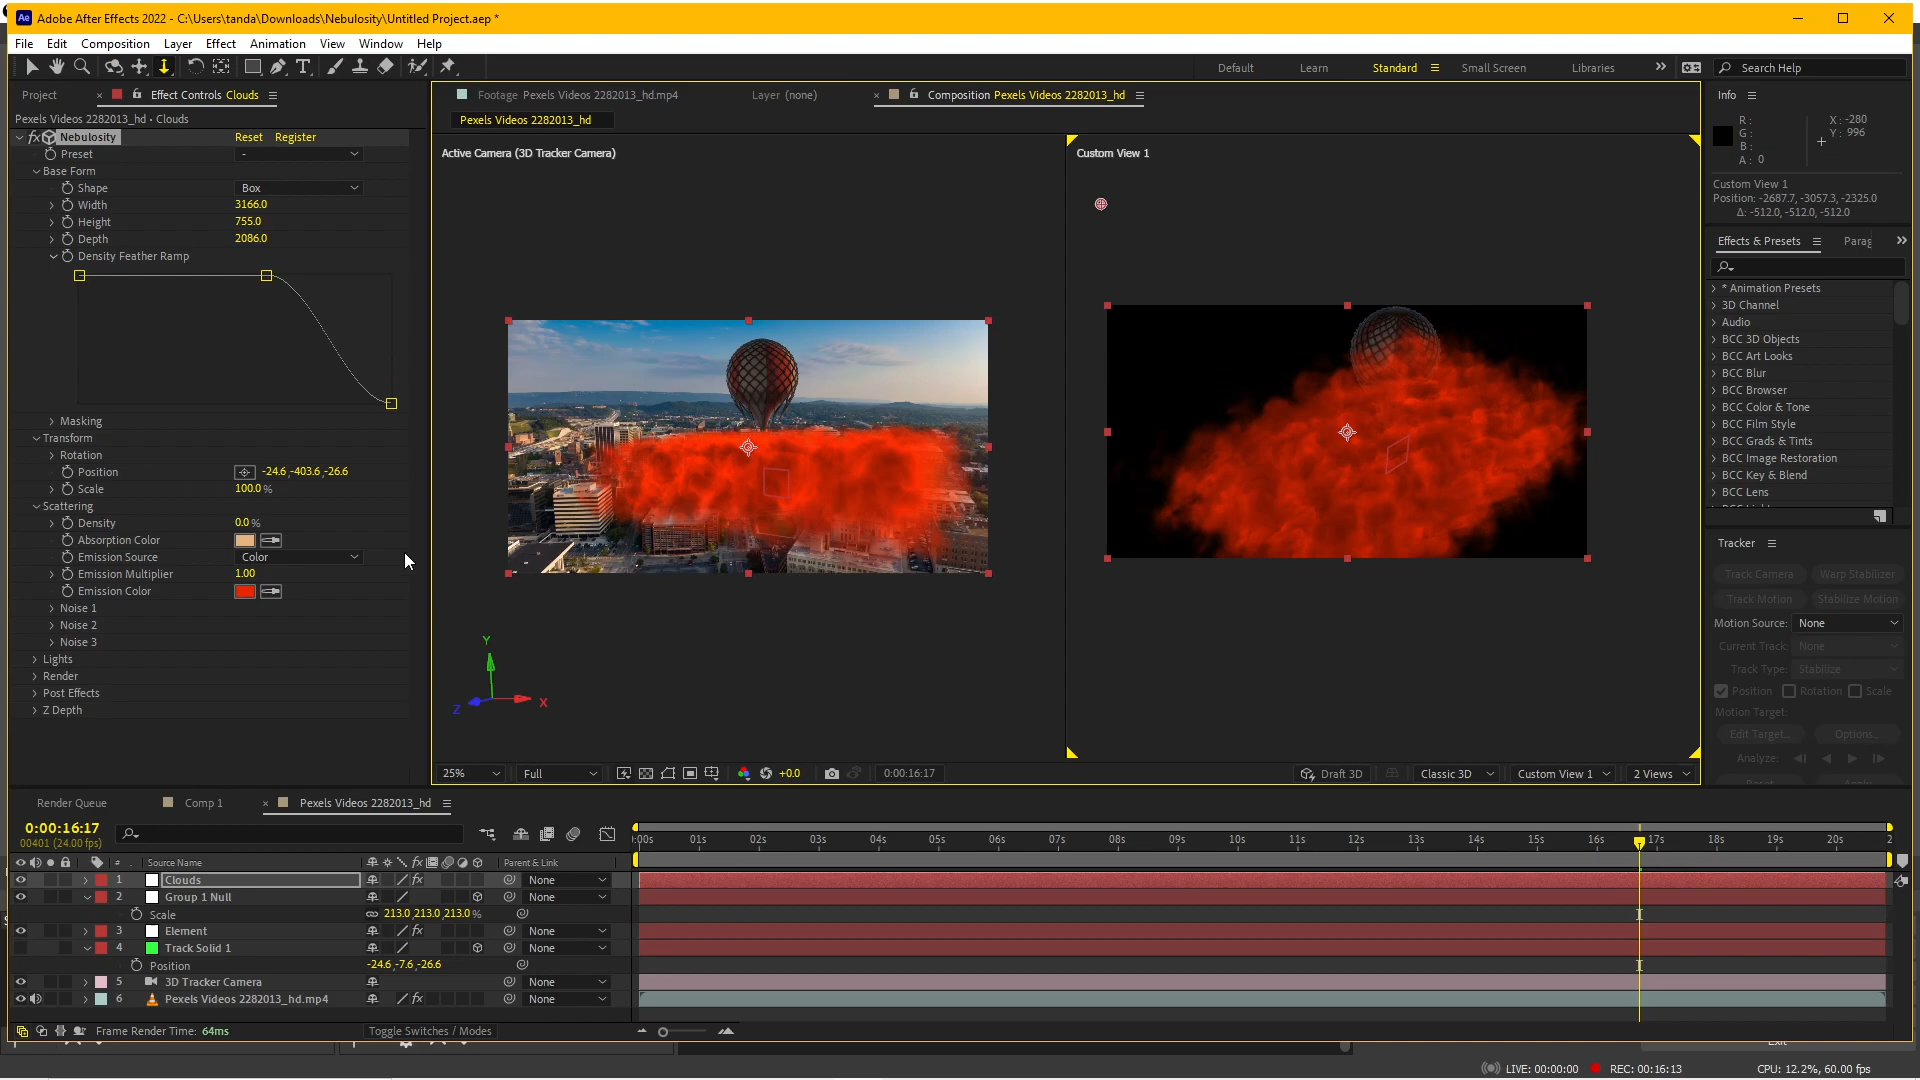 Adobe After Effects 2022 - C:\Users\tanda\Downloads\Nebulosity\Untitled Project.aep *
File Edit Composition Layer Effect Animation View Window Help
Default Learn Standard Small Screen Libraries Search Help
Project Effect Controls Clouds
Footage Pexels Videos 2282013_hd.mp4 Layer (none) Composition Pexels Videos 2282013_hd
Info
Pexels Videos 2282013_hd • Clouds
Pexels Videos 2282013_hd
R: X: -280
G: Y: 996
B:
A: 0
Nebulosity Reset Register
Preset -
Base Form
Shape Box
Width 3166.0
Height 755.0
Depth 2086.0
Density Feather Ramp
Masking
Transform
Rotation
Position -24.6,-403.6,-26.6
Scale 100.0 %
Scattering
Density 0.0 %
Absorption Color
Emission Source Color
Emission Multiplier 1.00
Emission Color
Noise 1
Noise 2
Noise 3
Lights
Render
Post Effects
Z Depth
Active Camera (3D Tracker Camera)
Custom View 1
Y
Z X
25% Full +0.0 0:00:16:17 Draft 3D Classic 3D Custom View 1 2 Views
Custom View 1
Position: -2687.7, -3057.3, -2325.0
Δ: -512.0, -512.0, -512.0
Effects & Presets
* Animation Presets
3D Channel
Audio
BCC 3D Objects
BCC Art Looks
BCC Blur
BCC Browser
BCC Color & Tone
BCC Film Style
BCC Grads & Tints
BCC Image Restoration
BCC Key & Blend
BCC Lens
Tracker
Track Camera Warp Stabilizer
Track Motion Stabilize Motion
Motion Source: None
Current Track: None
Track Type: Stabilize
Position Rotation Scale
Motion Target:
Edit Target... Options...
Analyze:
Render Queue Comp 1 Pexels Videos 2282013_hd
0:00:16:17
00401 (24.00 fps)
:00s 01s 02s 03s 04s 05s 06s 07s 08s 09s 10s 11s 12s 13s 14s 15s 16s 17s 18s 19s 20s 2
# Source Name fx Parent & Link
1 Clouds fx None
2 Group 1 Null None
Scale 213.0,213.0,213.0 %
3 Element fx None
4 Track Solid 1 None
Position -24.6,-7.6,-26.6
5 3D Tracker Camera None
6 Pexels Videos 2282013_hd.mp4 fx None
Frame Render Time: 64ms Toggle Switches / Modes
Exit
LIVE: 00:00:00 REC: 00:16:13 CPU: 12.2%, 60.00 fps